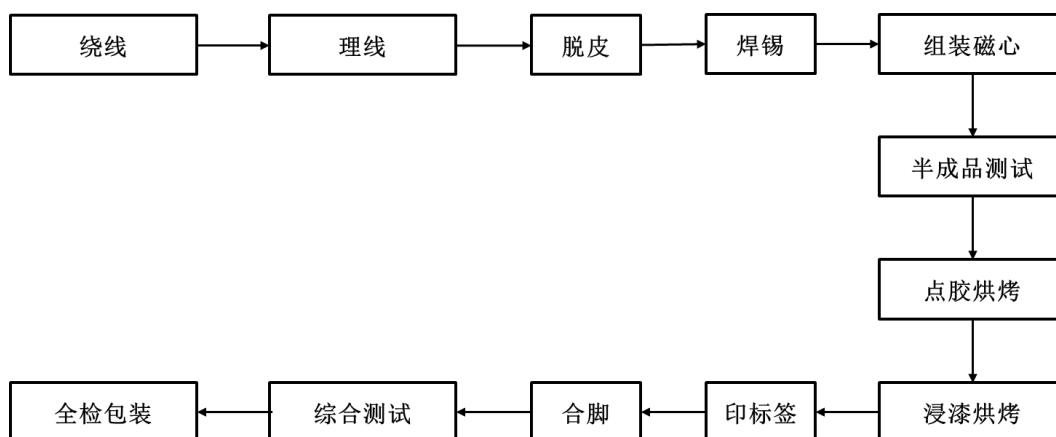 绕线
理线
脱皮
焊锡
组装磁心
半成品测试
点胶烘烤
浸漆烘烤
印标签
合脚
综合测试
全检包装